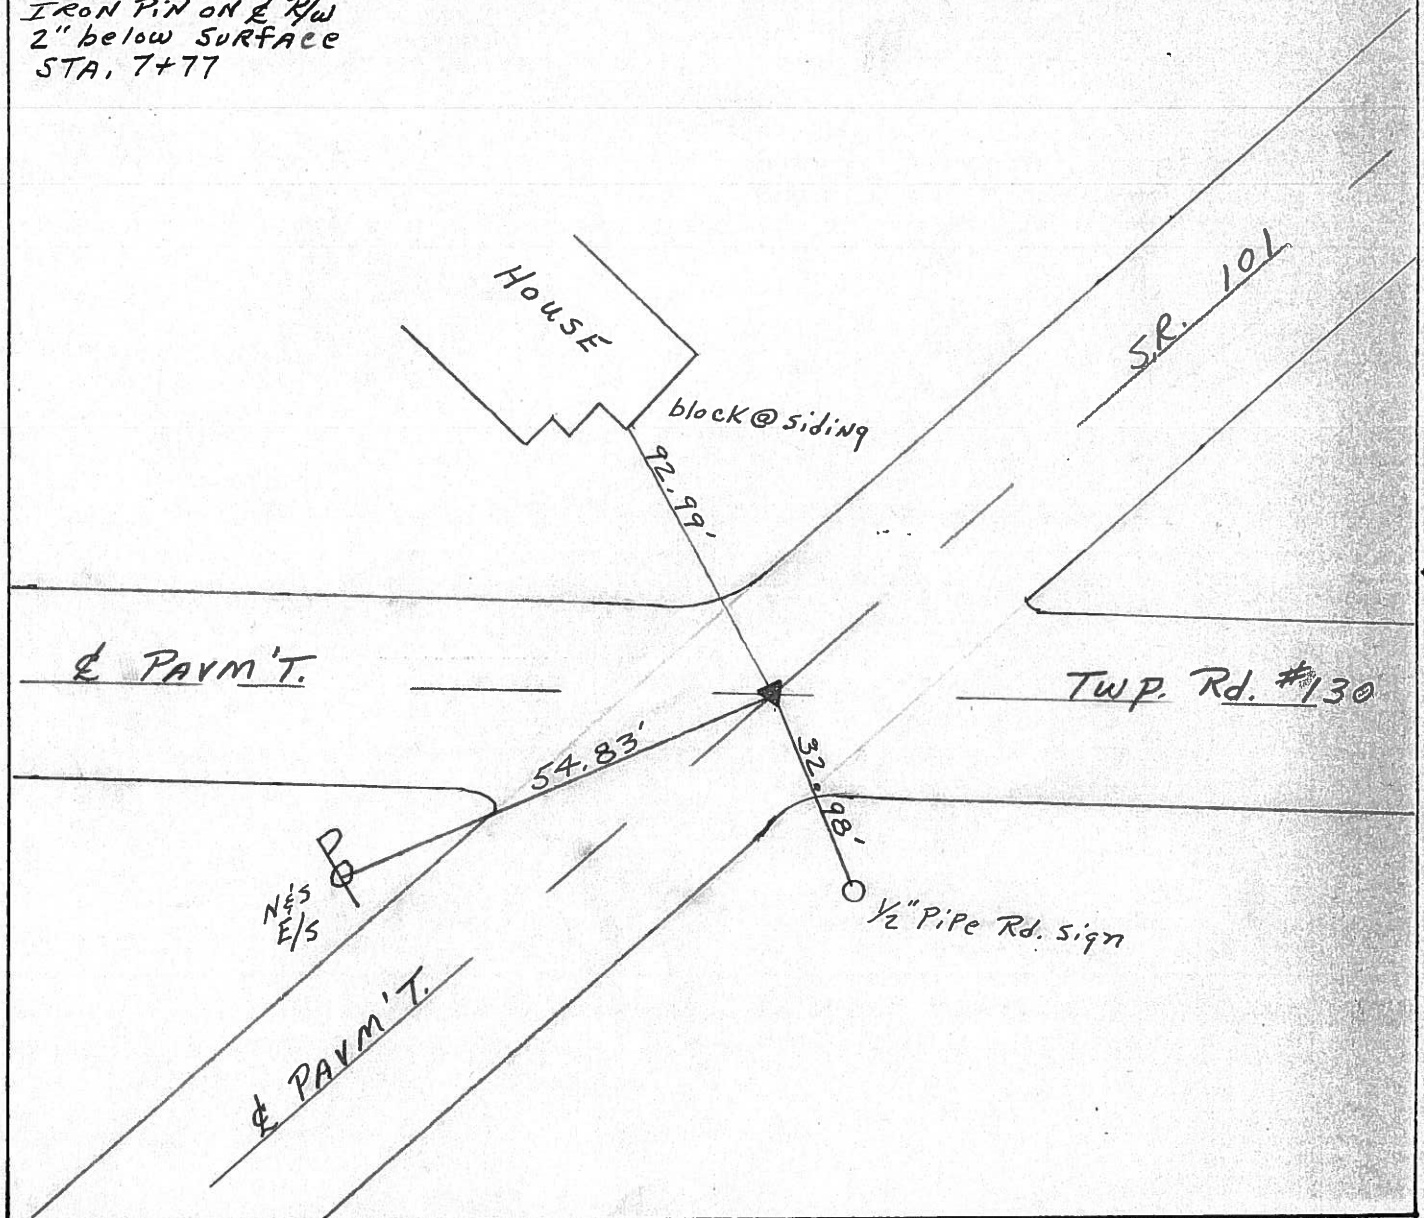 IRON PIN ON ℄ R/W
2" below SURFACE
STA. 7+77
HOUSE
block @ siding
S.R. 101
92.99'
℄ PAVM'T.
TWP. Rd. #130
54.83'
32.98'
P
N&S
E/S
1/2" PiPe Rd. sign
℄ PAVM'T.